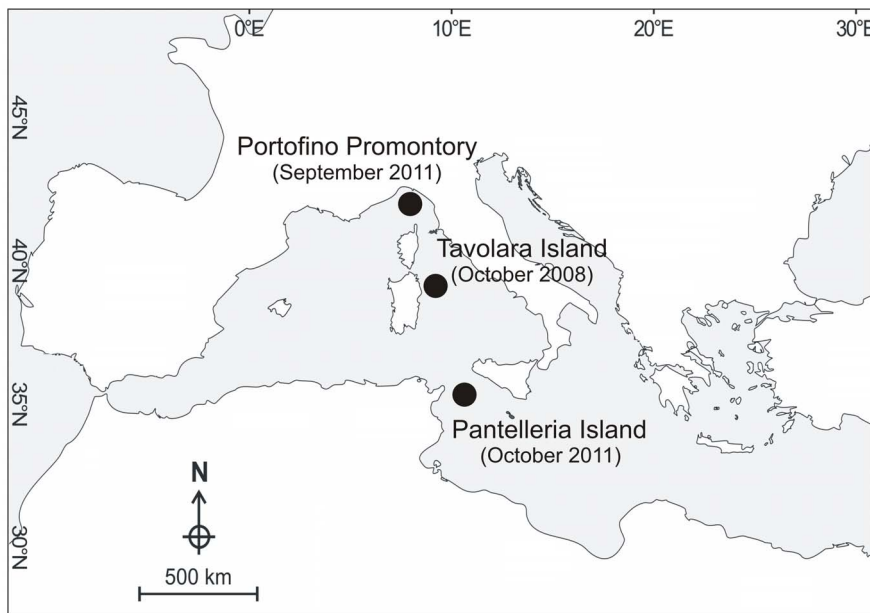 0°E 10°E 20°E 30°E
45°N
Portofino Promontory
(September 2011)
Tavolara Island
(October 2008)
40°N
35°N
Pantelleria Island
(October 2011)
N
30°N
500 km